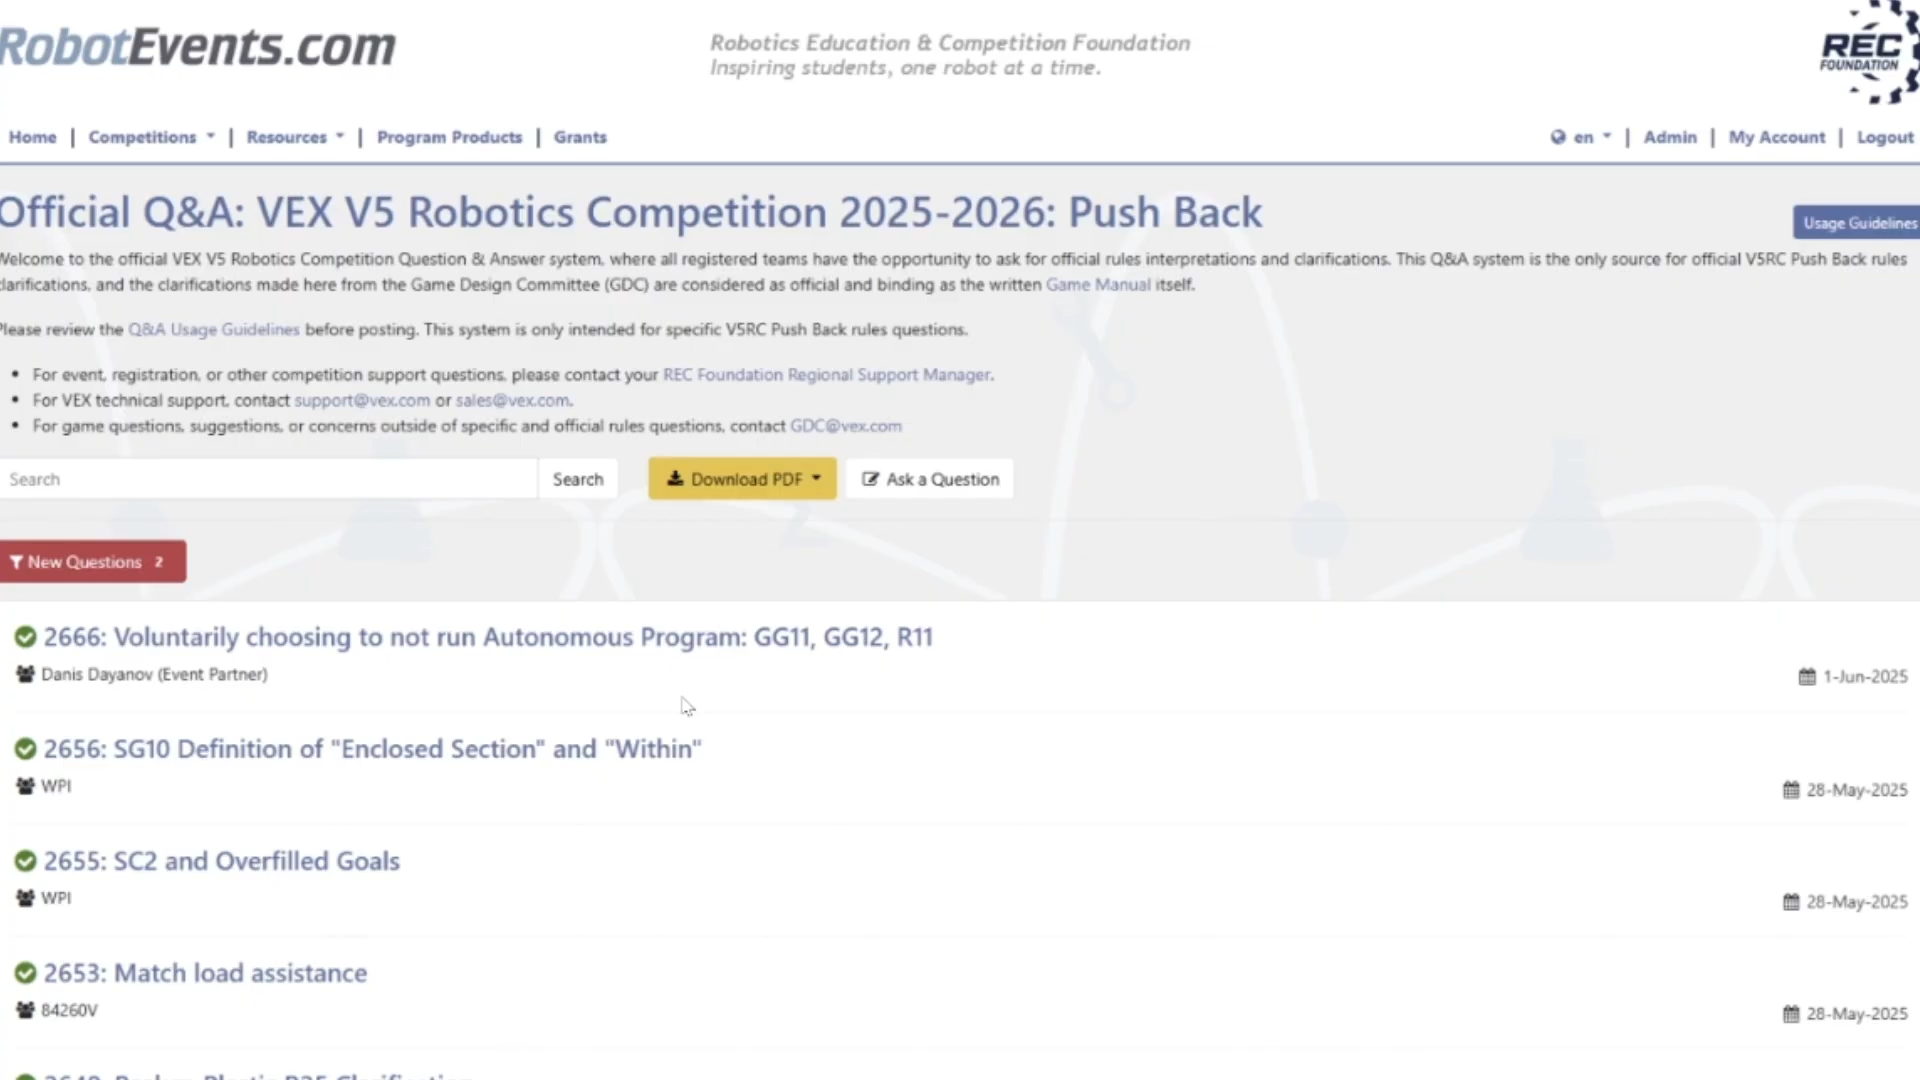 RobotEvents.com
Robotics Education & Competition Foundation
Inspiring students, one robot at a time.
REC
FOUNDATION
Home | Competitions | Resources | Program Products | Grants
en | Admin | My Account | Logout
Official Q&A: VEX V5 Robotics Competition 2025-2026: Push Back
Usage Guidelines
Welcome to the official VEX V5 Robotics Competition Question & Answer system, where all registered teams have the opportunity to ask for official rules interpretations and clarifications. This Q&A system is the only source for official V5RC Push Back rules
clarifications, and the clarifications made here from the Game Design Committee (GDC) are considered as official and binding as the written Game Manual itself.
Please review the Q&A Usage Guidelines before posting. This system is only intended for specific V5RC Push Back rules questions.
• For event, registration, or other competition support questions, please contact your REC Foundation Regional Support Manager.
• For VEX technical support, contact support@vex.com or sales@vex.com.
• For game questions, suggestions, or concerns outside of specific and official rules questions, contact GDC@vex.com
Search
Search
Download PDF
Ask a Question
New Questions 2
2666: Voluntarily choosing to not run Autonomous Program: GG11, GG12, R11
Danis Dayanov (Event Partner)
1-Jun-2025
2656: SG10 Definition of "Enclosed Section" and "Within"
WPI
28-May-2025
2655: SC2 and Overfilled Goals
WPI
28-May-2025
2653: Match load assistance
84260V
28-May-2025